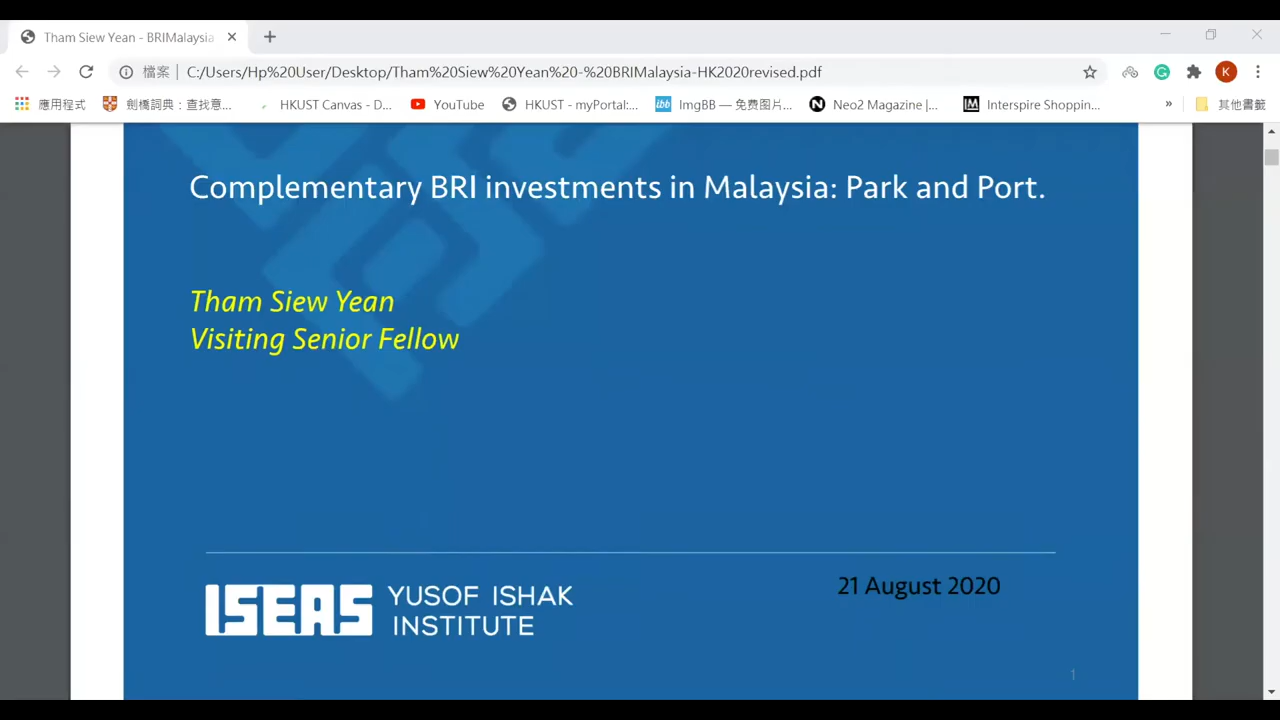 Tham Siew Yean - BRIMalaysia
檔案
C:/Users/Hp%20User/Desktop/Tham%20Siew%20Yean%20-%20BRIMalaysia-HK2020revised.pdf
K
應用程式
劍橋詞典：查找意...
HKUST Canvas - D...
YouTube
HKUST - myPortal:...
ibb ImgBB — 免费图片...
N Neo2 Magazine |...
IM Interspire Shoppin...
»
其他書籤
Complementary BRI investments in Malaysia: Park and Port.
Tham Siew Yean
Visiting Senior Fellow
21 August 2020
ISEAS YUSOF ISHAK
INSTITUTE
1